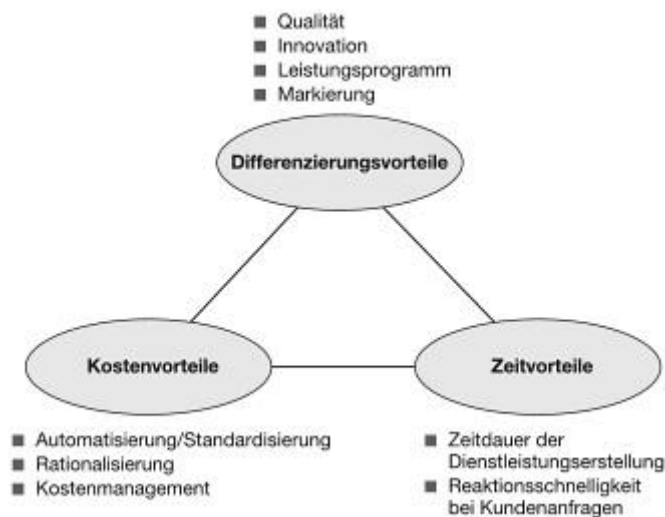 ■ Qualität
■ Innovation
■ Leistungsprogramm
■ Markierung
Differenzierungsvorteile
Kostenvorteile
Zeitvorteile
■ Automatisierung/Standardisierung
■ Rationalisierung
■ Kostenmanagement
■ Zeitdauer der
Dienstleistungserstellung
■ Reaktionsschnelligkeit
bei Kundenanfragen